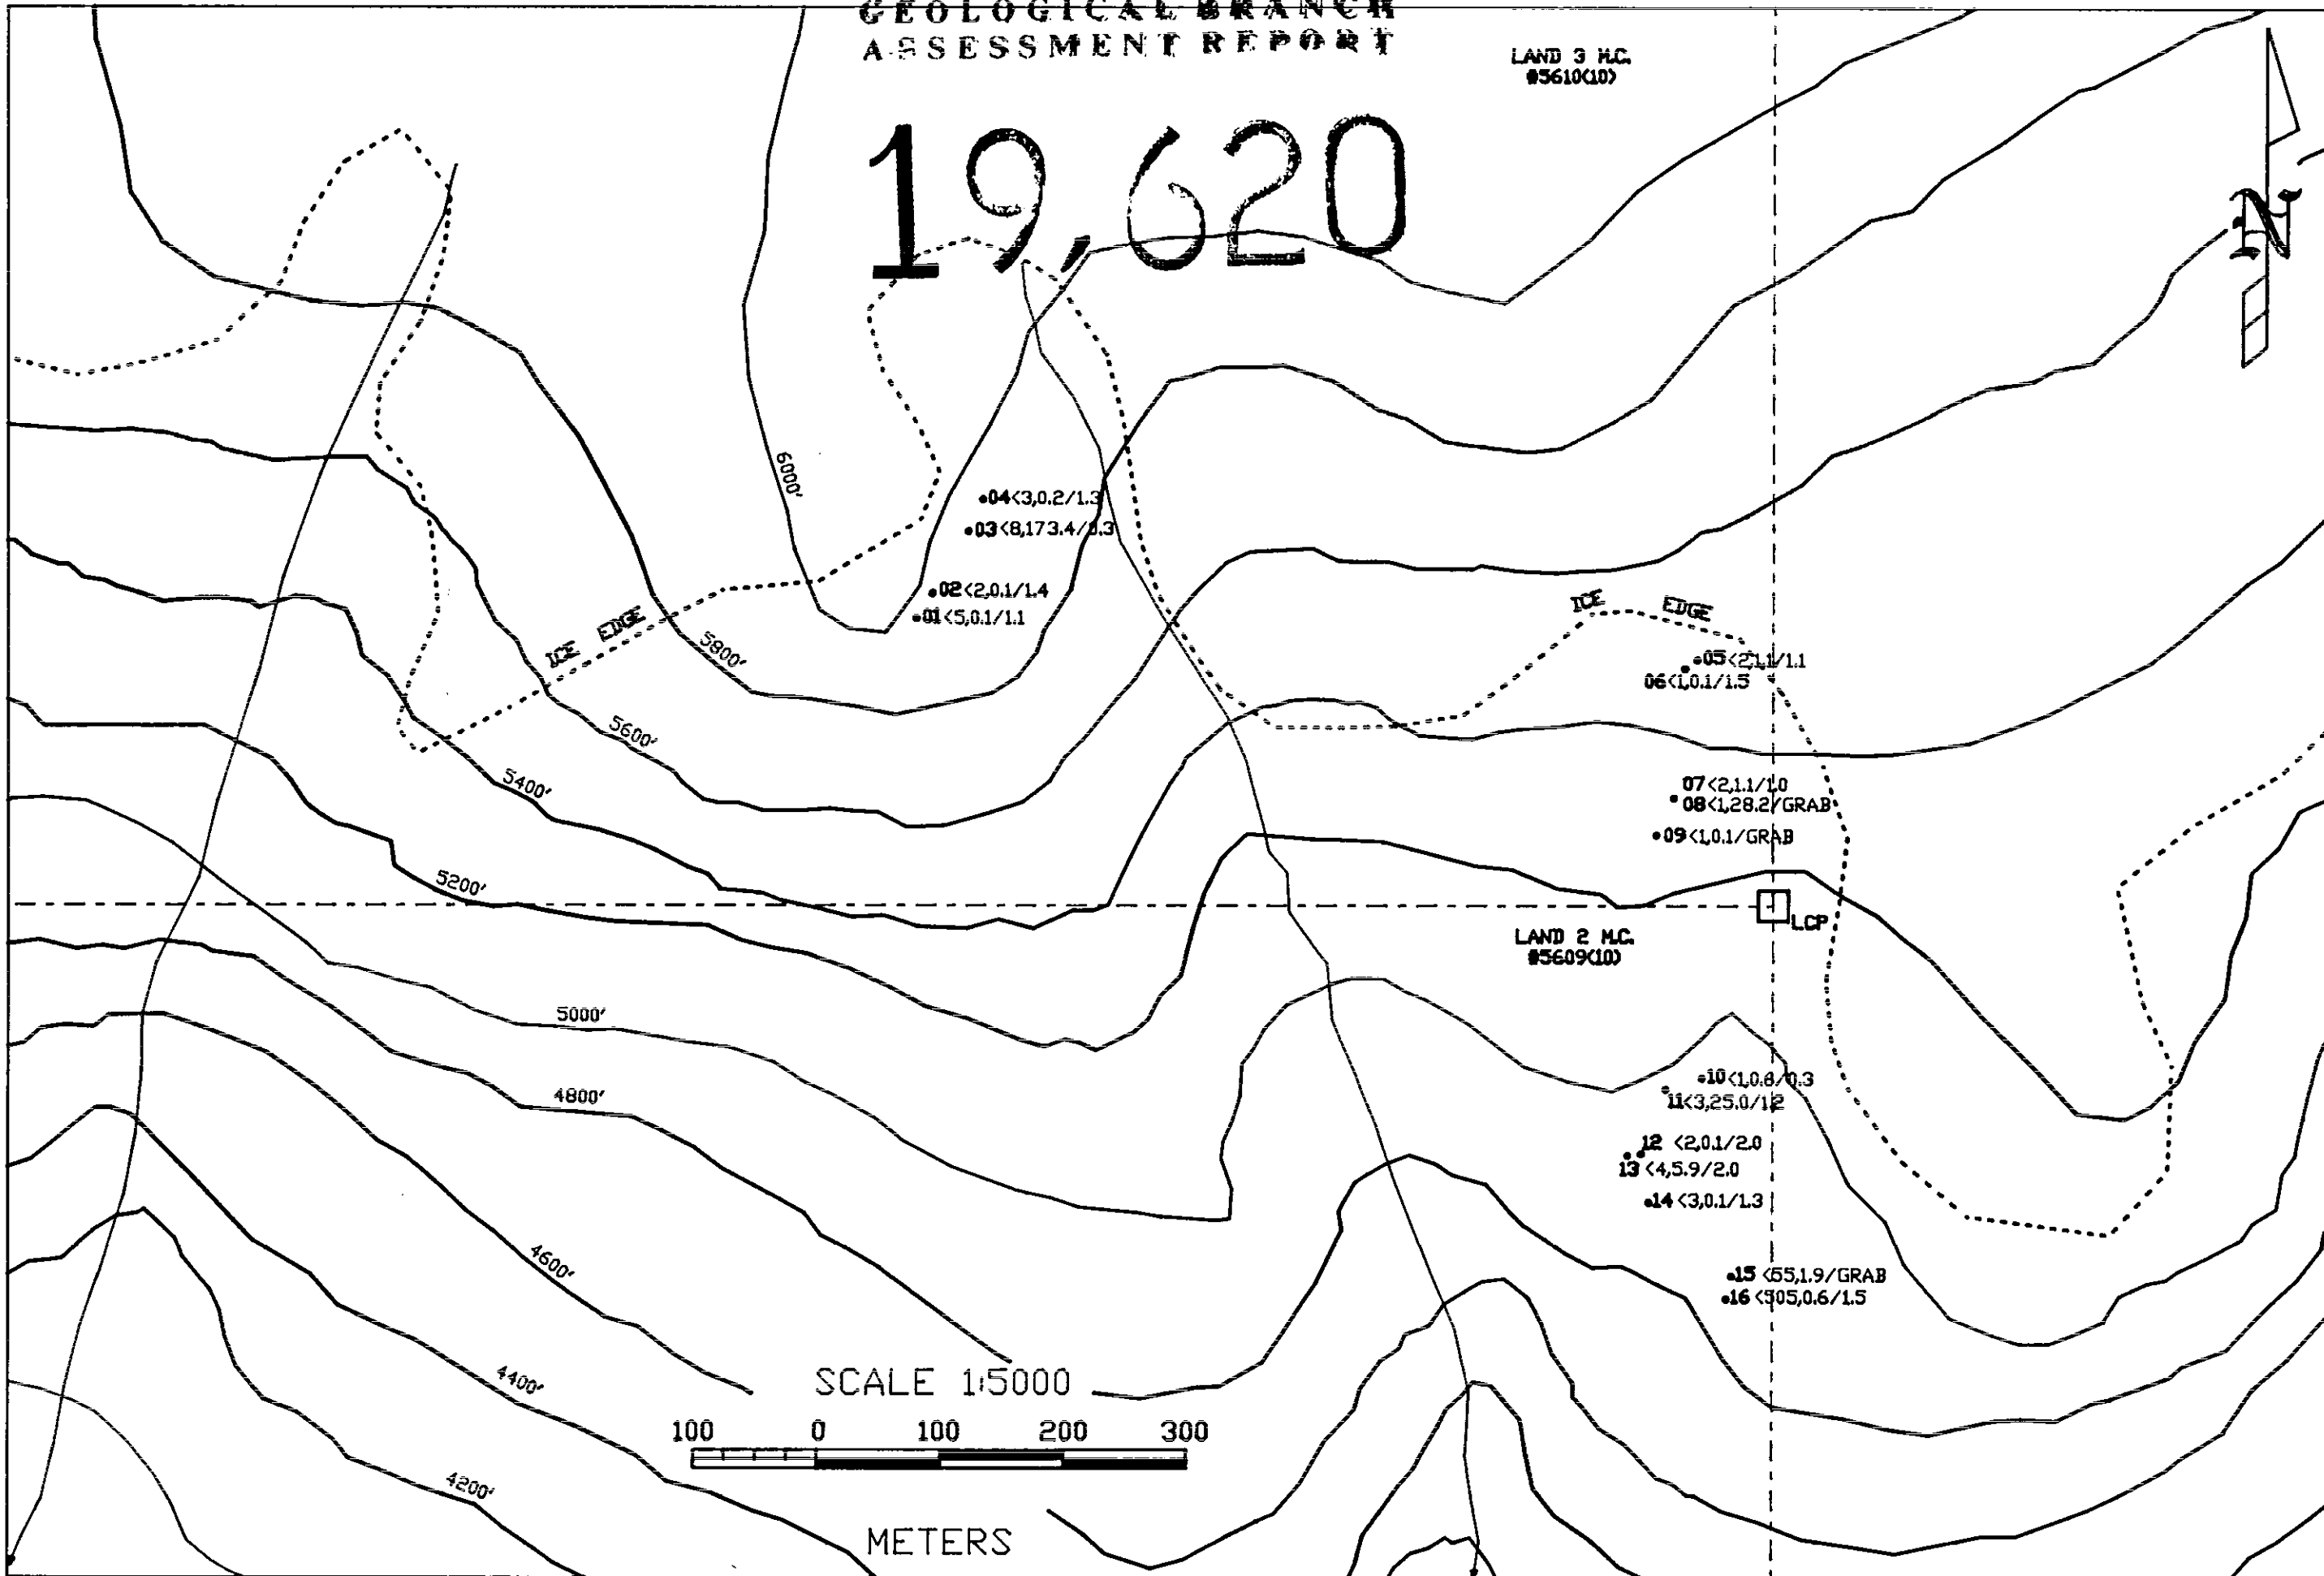 GEOLOGICAL BRANCH
ASSESSMENT REPORT
LAND 3 M.C.
#5610(10)
19,620
N
6000'
04<3,0.2/1.3
03<8,173.4/0.3
02<2,0.1/1.4
01<5,0.1/1.1
ICE EDGE
ICE EDGE
5800'
05<2,1.1/1.1
06<1,0.1/1.5
5600'
5400'
07<2,1.1/1.0
08<1,28.2/GRAB
09<1,0.1/GRAB
5200'
LCP
LAND 2 M.C.
#5609(10)
5000'
4800'
10<1,0.8/0.3
11<3,25.0/1.2
12 <2,0.1/2.0
13 <4,5.9/2.0
14 <3,0.1/1.3
4600'
15 <55,1.9/GRAB
16 <505,0.6/1.5
4400'
SCALE 1:5000
100 0 100 200 300
4200'
METERS